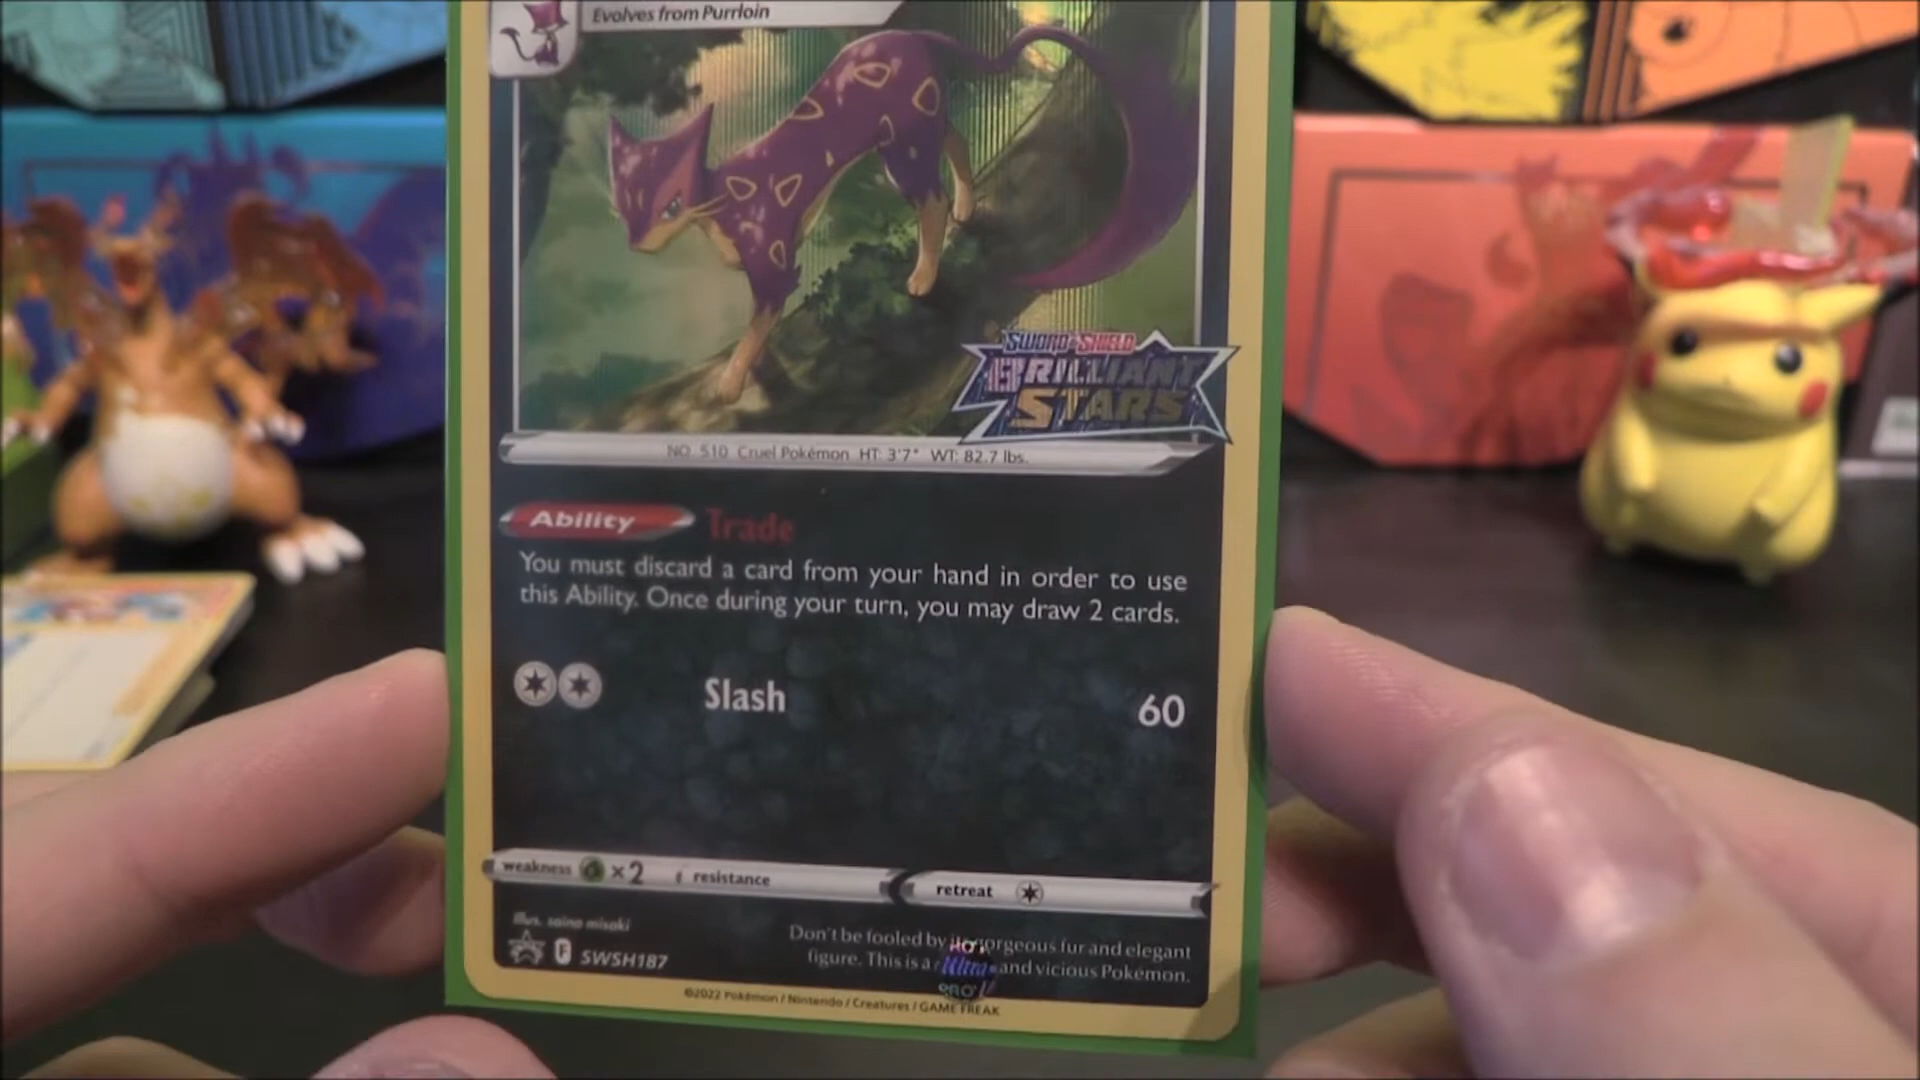 Evolves from Purrloin
SWORD & SHIELD
BRILLIANT
STARS
NO. 510 Cruel Pokémon HT: 3'7" WT: 82.7 lbs.
Ability Trade
You must discard a card from your hand in order to use
this Ability. Once during your turn, you may draw 2 cards.
Slash 60
weakness ×2 resistance retreat
Illus. saino misaki
F SWSH187
Don't be fooled by its gorgeous fur and elegant
figure. This is a and vicious Pokémon.
Ultra
PRO
©2022 Pokémon / Nintendo / Creatures / GAME FREAK